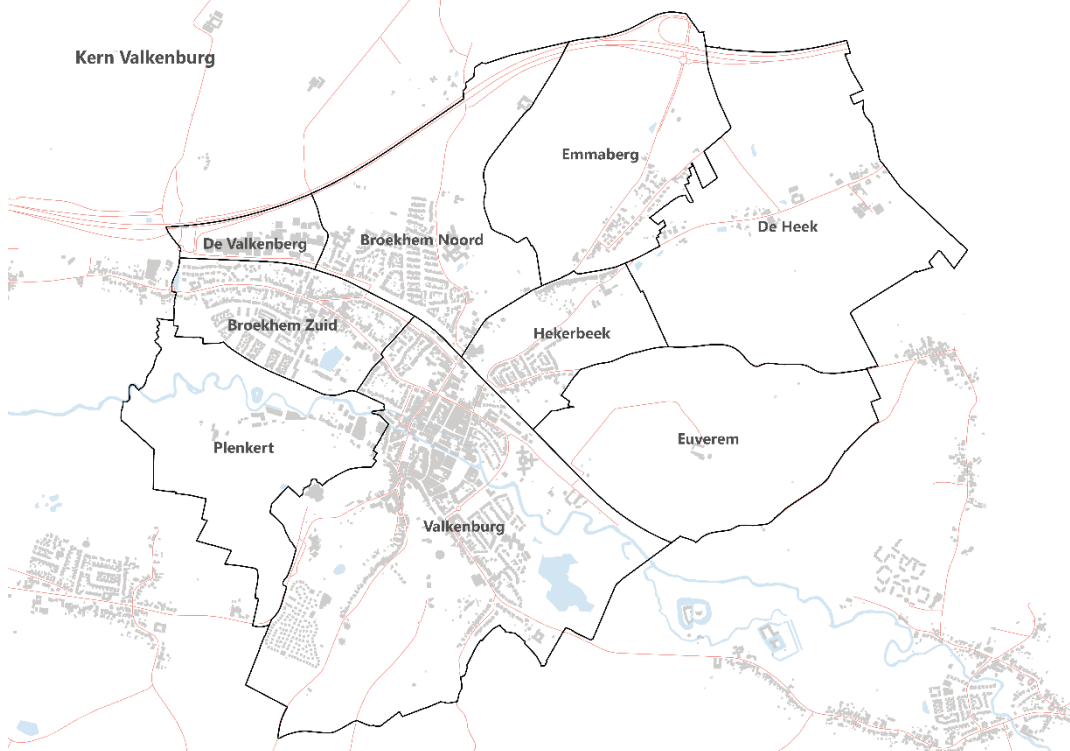 Kern Valkenburg
Emmaberg
De Heek
De Valkenberg
Broekhem Noord
Broekhem Zuid
Hekerbeek
Plenkert
Euverem
Valkenburg